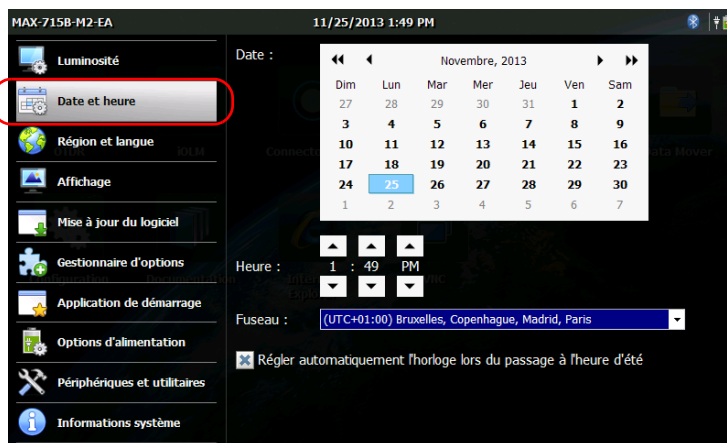 MAX-715B-M2-EA 11/25/2013 1:49 PM
Luminosité
Date et heure
Région et langue
Affichage
Mise à jour du logiciel
Gestionnaire d'options
Application de démarrage
Options d'alimentation
Périphériques et utilitaires
Informations système
Date :
Novembre, 2013
Dim Lun Mar Mer Jeu Ven Sam
27 28 29 30 31 1 2
3 4 5 6 7 8 9
10 11 12 13 14 15 16
17 18 19 20 21 22 23
24 25 26 27 28 29 30
1 2 3 4 5 6 7
Heure : 1 : 49 PM
Fuseau : (UTC+01:00) Bruxelles, Copenhague, Madrid, Paris
Régler automatiquement l'horloge lors du passage à l'heure d'été
iOLM
ata Mover